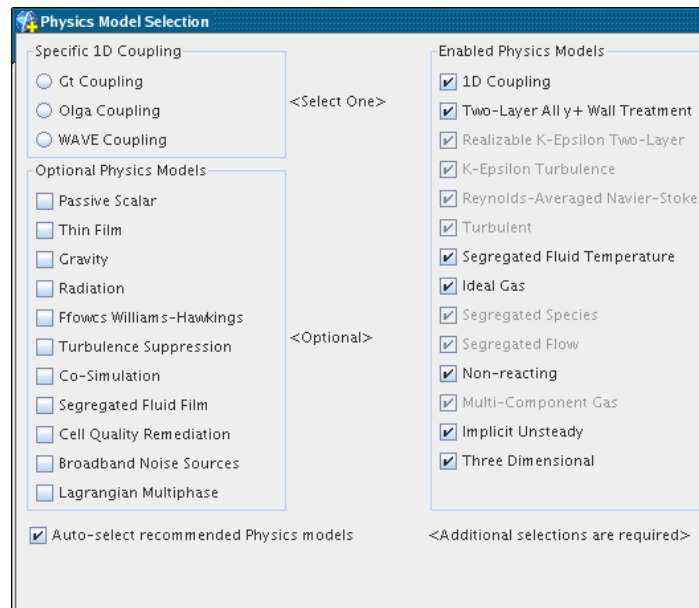 Physics Model Selection
Specific 1D Coupling
Gt Coupling
Olga Coupling
WAVE Coupling
<Select One>
Optional Physics Models
Passive Scalar
Thin Film
Gravity
Radiation
Ffowcs Williams-Hawkings
Turbulence Suppression
Co-Simulation
Segregated Fluid Film
Cell Quality Remediation
Broadband Noise Sources
Lagrangian Multiphase
<Optional>
Enabled Physics Models
1D Coupling
Two-Layer All y+ Wall Treatment
Realizable K-Epsilon Two-Layer
K-Epsilon Turbulence
Reynolds-Averaged Navier-Stoke
Turbulent
Segregated Fluid Temperature
Ideal Gas
Segregated Species
Segregated Flow
Non-reacting
Multi-Component Gas
Implicit Unsteady
Three Dimensional
Auto-select recommended Physics models
<Additional selections are required>